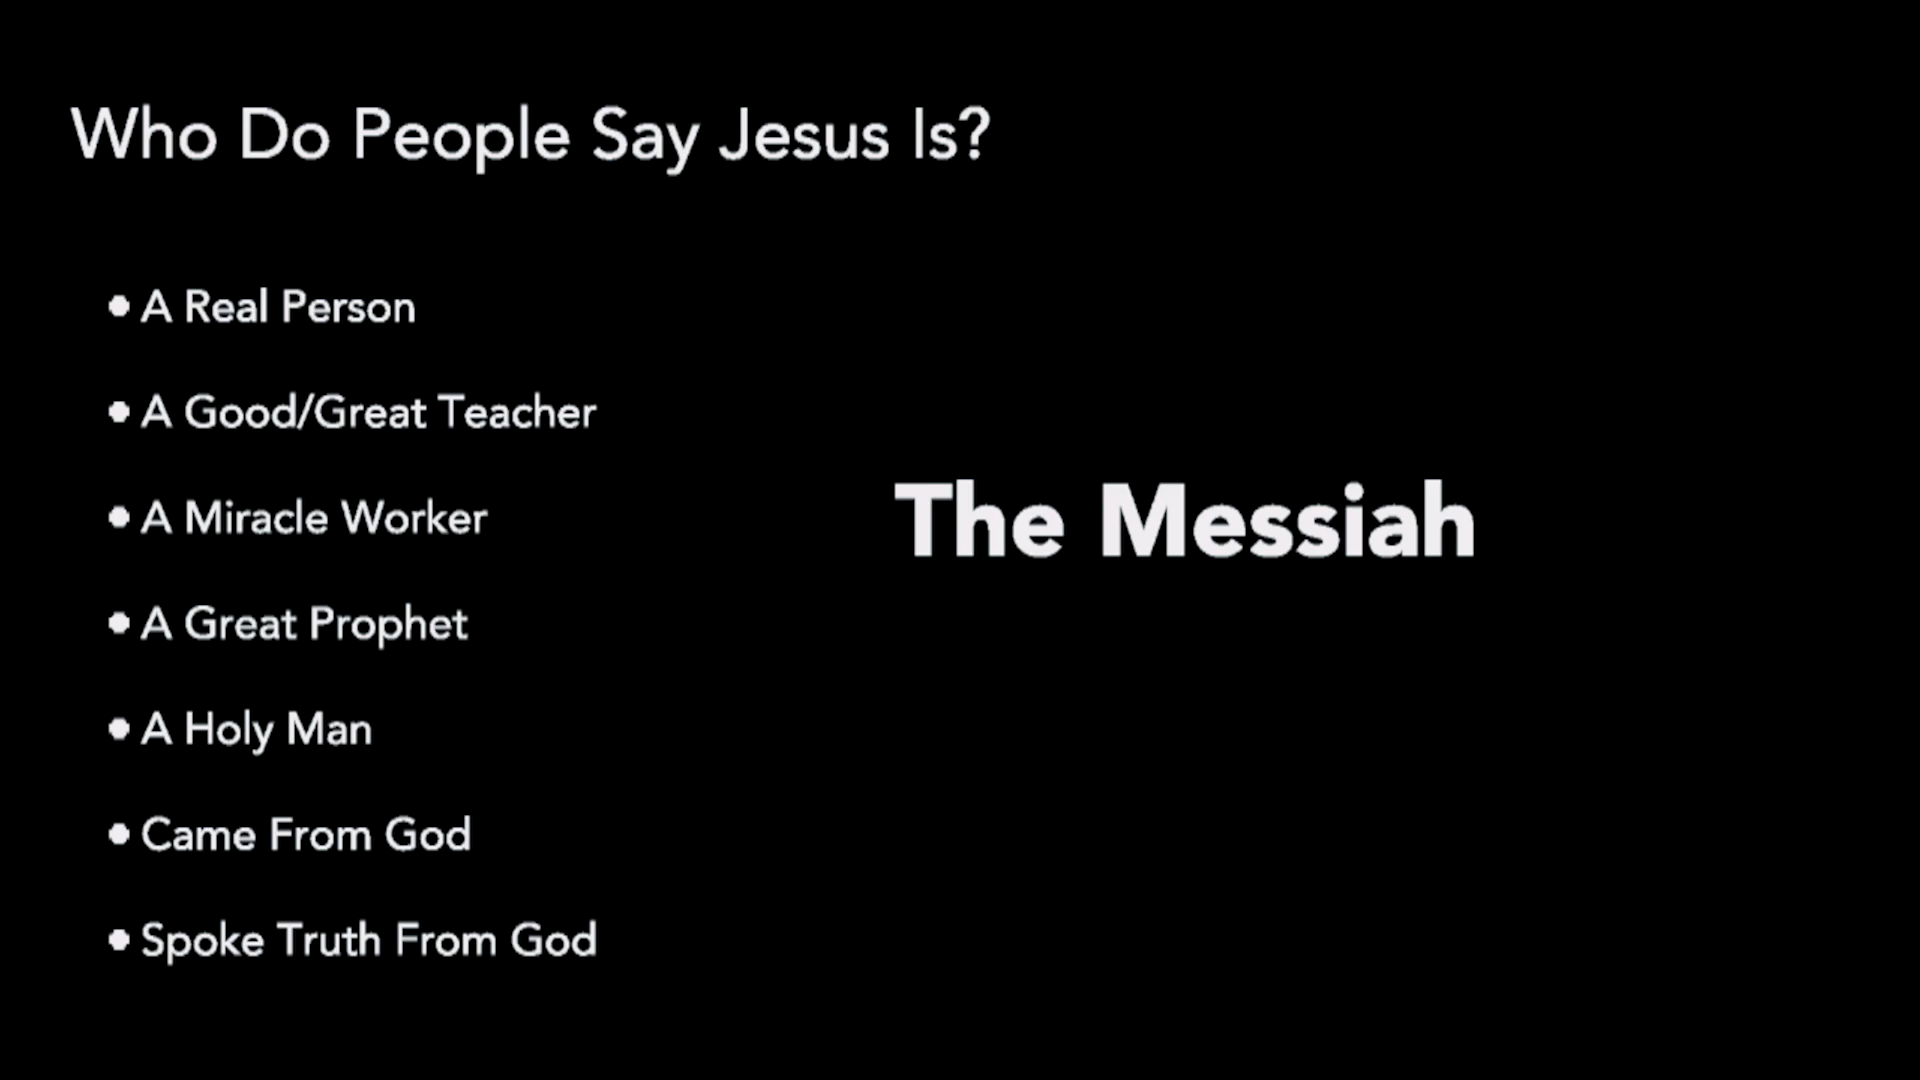 Who Do People Say Jesus Is?
• A Real Person
• A Good/Great Teacher
• A Miracle Worker
• A Great Prophet
• A Holy Man
• Came From God
• Spoke Truth From God
The Messiah